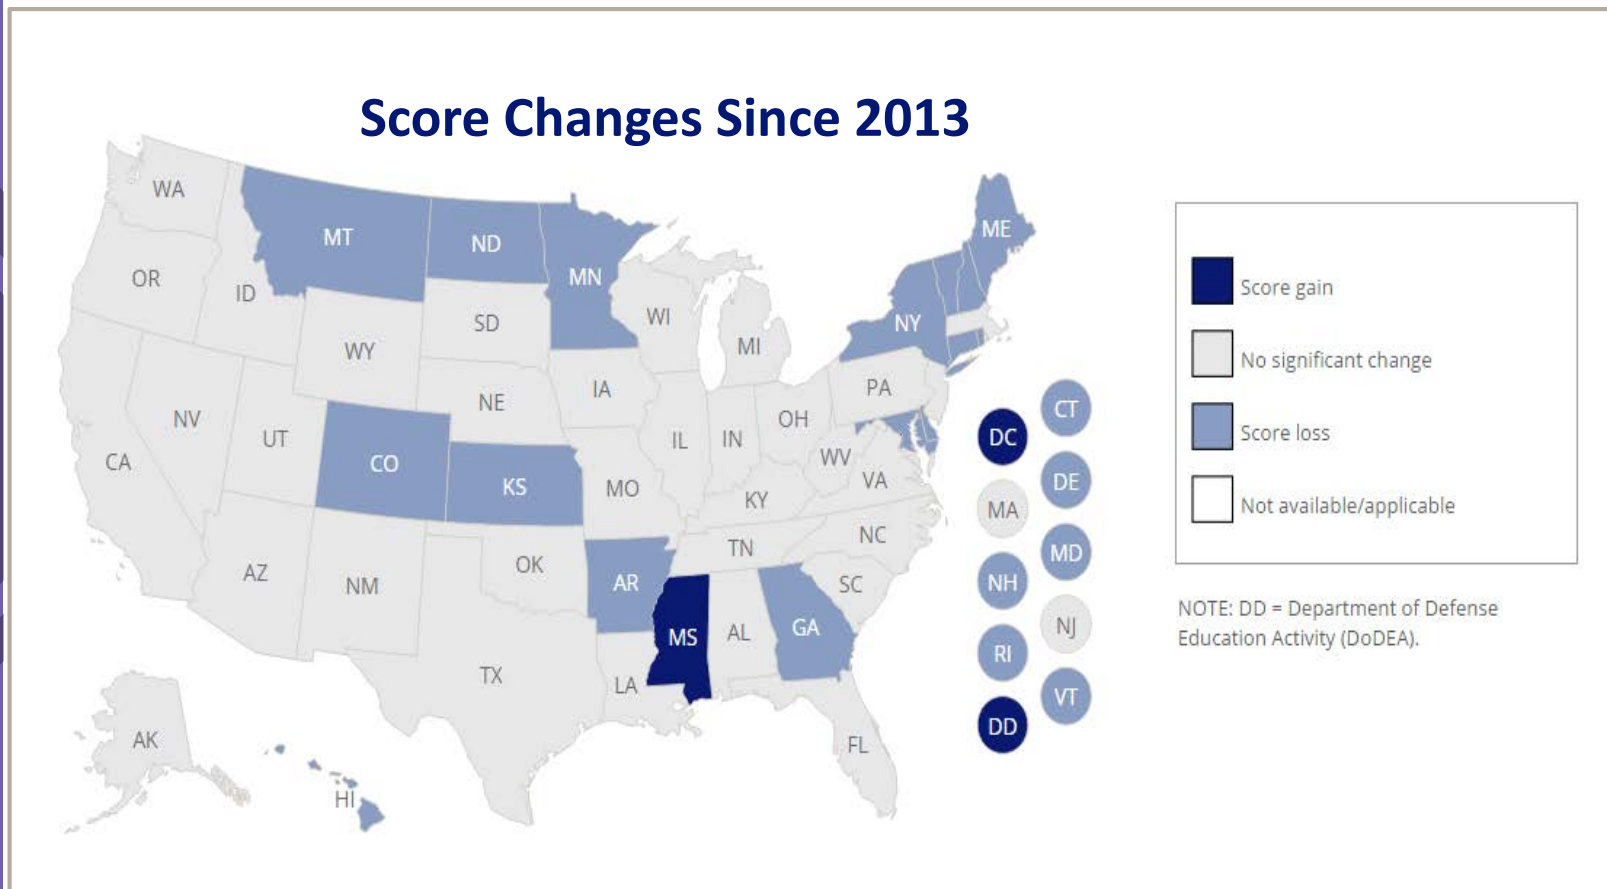 Score Changes Since 2013
WA
MT
ND
MN
ME
OR
ID
SD
WI
NY
WY
MI
IA
PA
NE
NV
UT
CO
KS
IL
IN
OH
CA
MO
WV
VA
KY
AZ
NM
OK
AR
TN
NC
SC
MS
AL
GA
TX
LA
FL
AK
HI
CT
DC
DE
MA
MD
NH
NJ
RI
VT
DD
Score gain
No significant change
Score loss
Not available/applicable
NOTE: DD = Department of Defense
Education Activity (DoDEA).